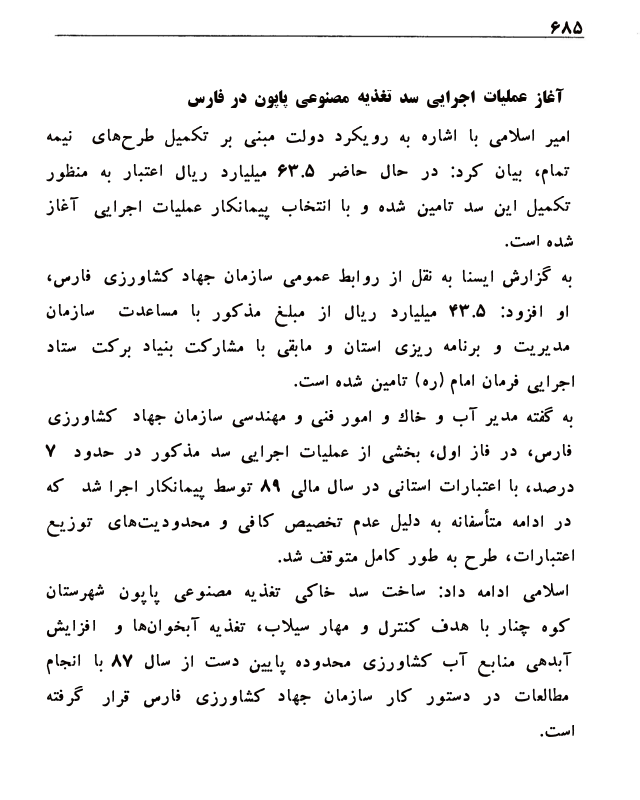 ۶۸۵
آغاز عملیات اجرایی سد تغذیه مصنوعی پاپون در فارس
امیر اسلامی با اشاره به رویکرد دولت مبنی بر تکمیل طرح‌های نیمه
تمام، بیان کرد: در حال حاضر ۶۳.۵ میلیارد ریال اعتبار به منظور
تکمیل این سد تامین شده و با انتخاب پیمانکار عملیات اجرایی آغاز
شده است.
به گزارش ایسنا به نقل از روابط عمومی سازمان جهاد کشاورزی فارس،
او افزود: ۴۳.۵ میلیارد ریال از مبلغ مذکور با مساعدت سازمان
مدیریت و برنامه ریزی استان و مابقی با مشارکت بنیاد برکت ستاد
اجرایی فرمان امام (ره) تامین شده است.
به گفته مدیر آب و خاك و امور فنی و مهندسی سازمان جهاد کشاورزی
فارس، در فاز اول، بخشی از عملیات اجرایی سد مذکور در حدود ۷
درصد، با اعتبارات استانی در سال مالی ۸۹ توسط پیمانکار اجرا شد که
در ادامه متأسفانه به دلیل عدم تخصیص کافی و محدودیت‌های توزیع
اعتبارات، طرح به طور کامل متوقف شد.
اسلامی ادامه داد: ساخت سد خاکی تغذیه مصنوعی پاپون شهرستان
کوه چنار با هدف کنترل و مهار سیلاب، تغذیه آبخوان‌ها و افزایش
آبدهی منابع آب کشاورزی محدوده پایین دست از سال ۸۷ با انجام
مطالعات در دستور کار سازمان جهاد کشاورزی فارس قرار گرفته
است.